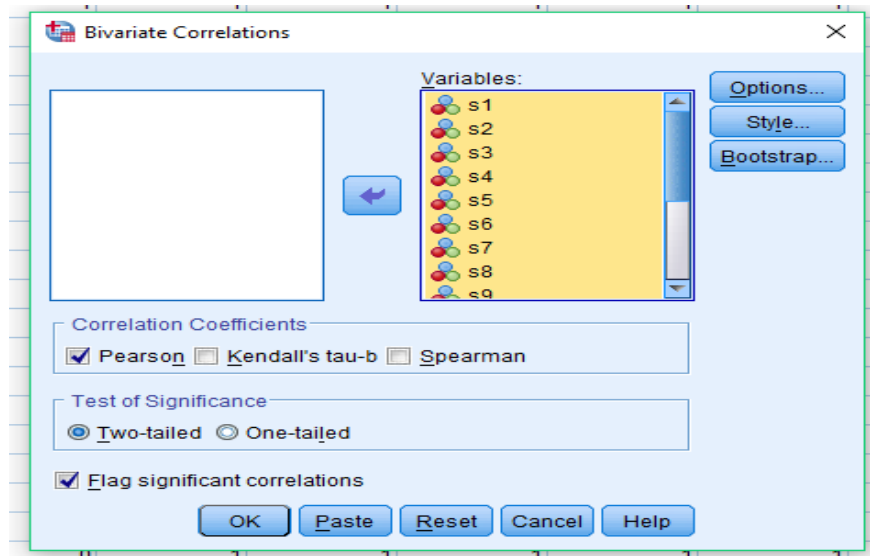 Bivariate Correlations
Variables:
s1
s2
s3
s4
s5
s6
s7
s8
s9
Options...
Style...
Bootstrap...
Correlation Coefficients
Pearson Kendall's tau-b Spearman
Test of Significance
Two-tailed One-tailed
Flag significant correlations
OK Paste Reset Cancel Help